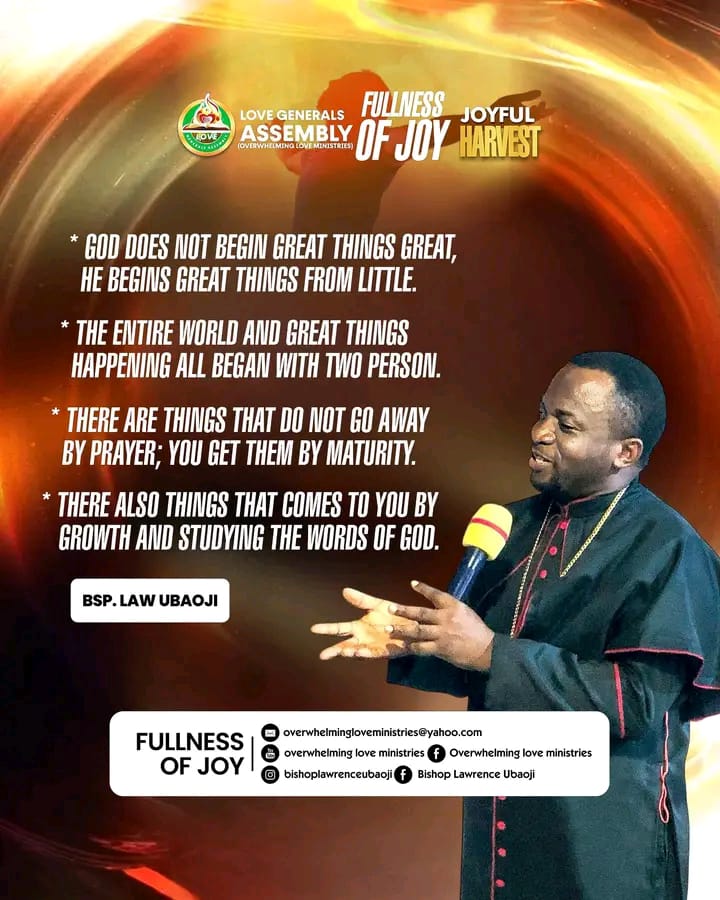 LOVE
LOVE GENERALS
ASSEMBLY
(OVERWHELMING LOVE MINISTRIES)
FULLNESS
OF JOY
JOYFUL
HARVEST
* GOD DOES NOT BEGIN GREAT THINGS GREAT,
HE BEGINS GREAT THINGS FROM LITTLE.
* THE ENTIRE WORLD AND GREAT THINGS
HAPPENING ALL BEGAN WITH TWO PERSON.
* THERE ARE THINGS THAT DO NOT GO AWAY
BY PRAYER; YOU GET THEM BY MATURITY.
* THERE ALSO THINGS THAT COMES TO YOU BY
GROWTH AND STUDYING THE WORDS OF GOD.
BSP. LAW UBAOJI
FULLNESS
OF JOY
overwhelmingloveministries@yahoo.com
overwhelming love ministries Overwhelming love ministries
bishoplawrenceubaoji Bishop Lawrence Ubaoji